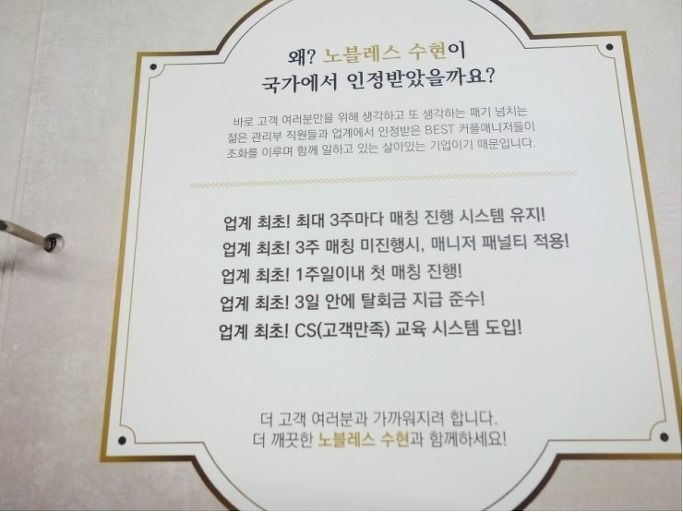 왜? 노블레스 수현이
국가에서 인정받았을까요?
바로 고객 여러분만을 위해 생각하고 또 생각하는 패기 넘치는
젊은 관리부 직원들과 업계에서 인정받은 BEST 커플매니저들이
조화를 이루며 함께 일하고 있는 살아있는 기업이기 때문입니다.
업계 최초! 최대 3주마다 매칭 진행 시스템 유지!
업계 최초! 3주 매칭 미진행시, 매니저 패널티 적용!
업계 최초! 1주일이내 첫 매칭 진행!
업계 최초! 3일 안에 탈회금 지급 준수!
업계 최초! CS(고객만족) 교육 시스템 도입!
더 고객 여러분과 가까워지려 합니다.
더 깨끗한 노블레스 수현과 함께하세요!